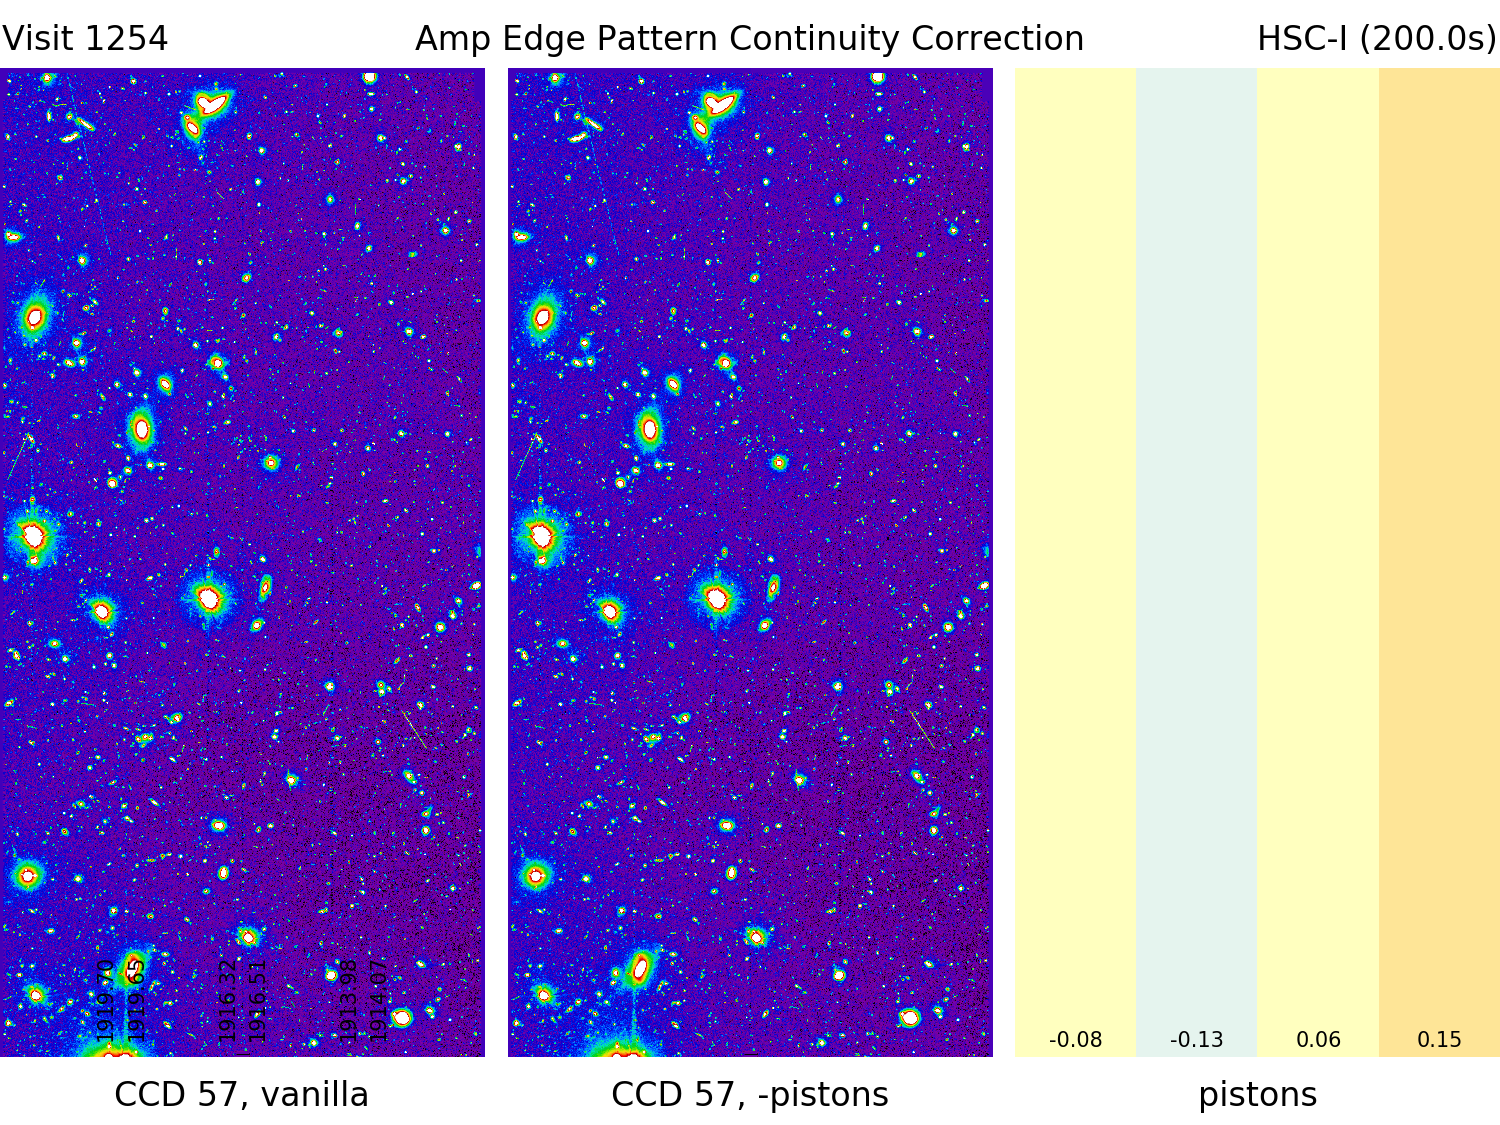 Visit 1254
Amp Edge Pattern Continuity Correction
HSC-I (200.0s)
1919.70
1919.65
1916.32
1916.51
1913.98
1914.07
-0.08
-0.13
0.06
0.15
CCD 57, vanilla
CCD 57, -pistons
pistons